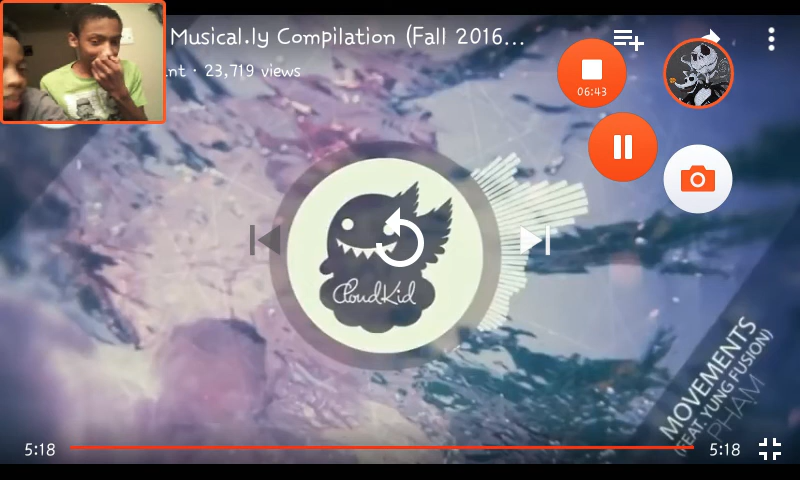 Musical.ly Compilation (Fall 2016...
nt · 23,719 views
06:43
CloudKid
MOVEMENTS
(FEAT. YUNG FUSION)
PHAM
5:18
5:18